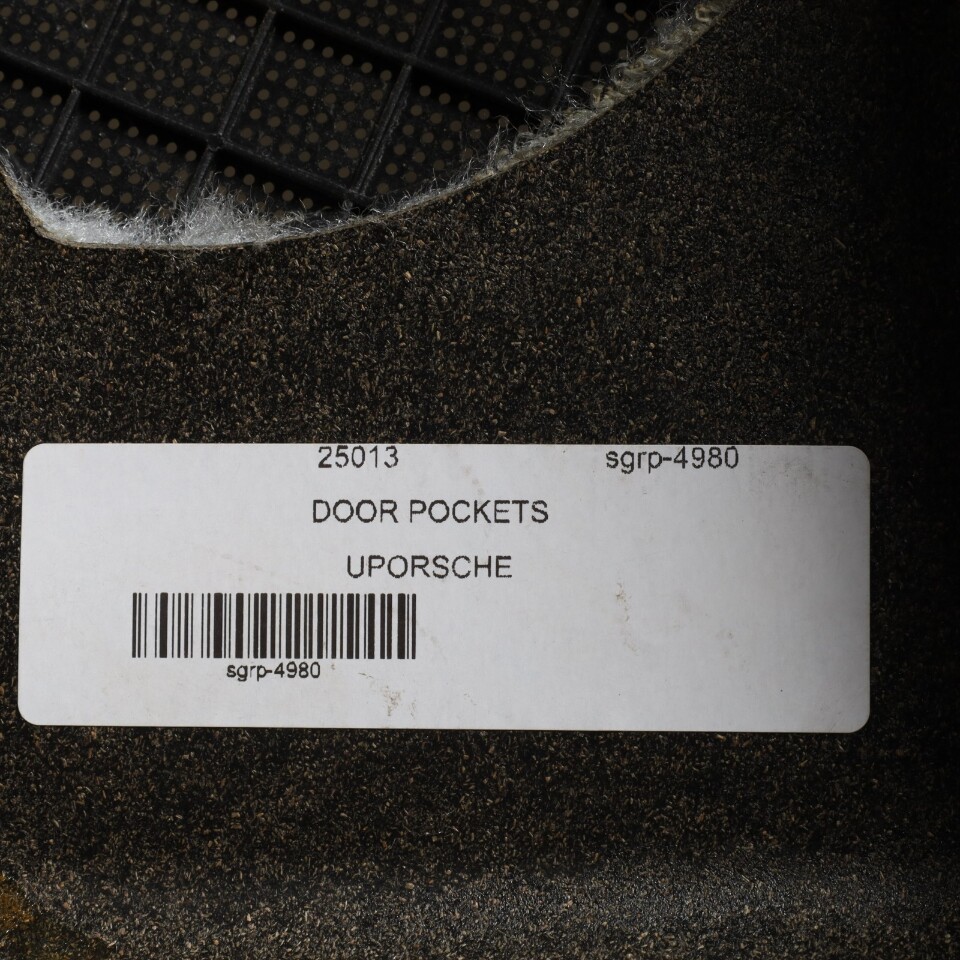 25013 sgrp-4980
DOOR POCKETS
UPORSCHE
sgrp-4980